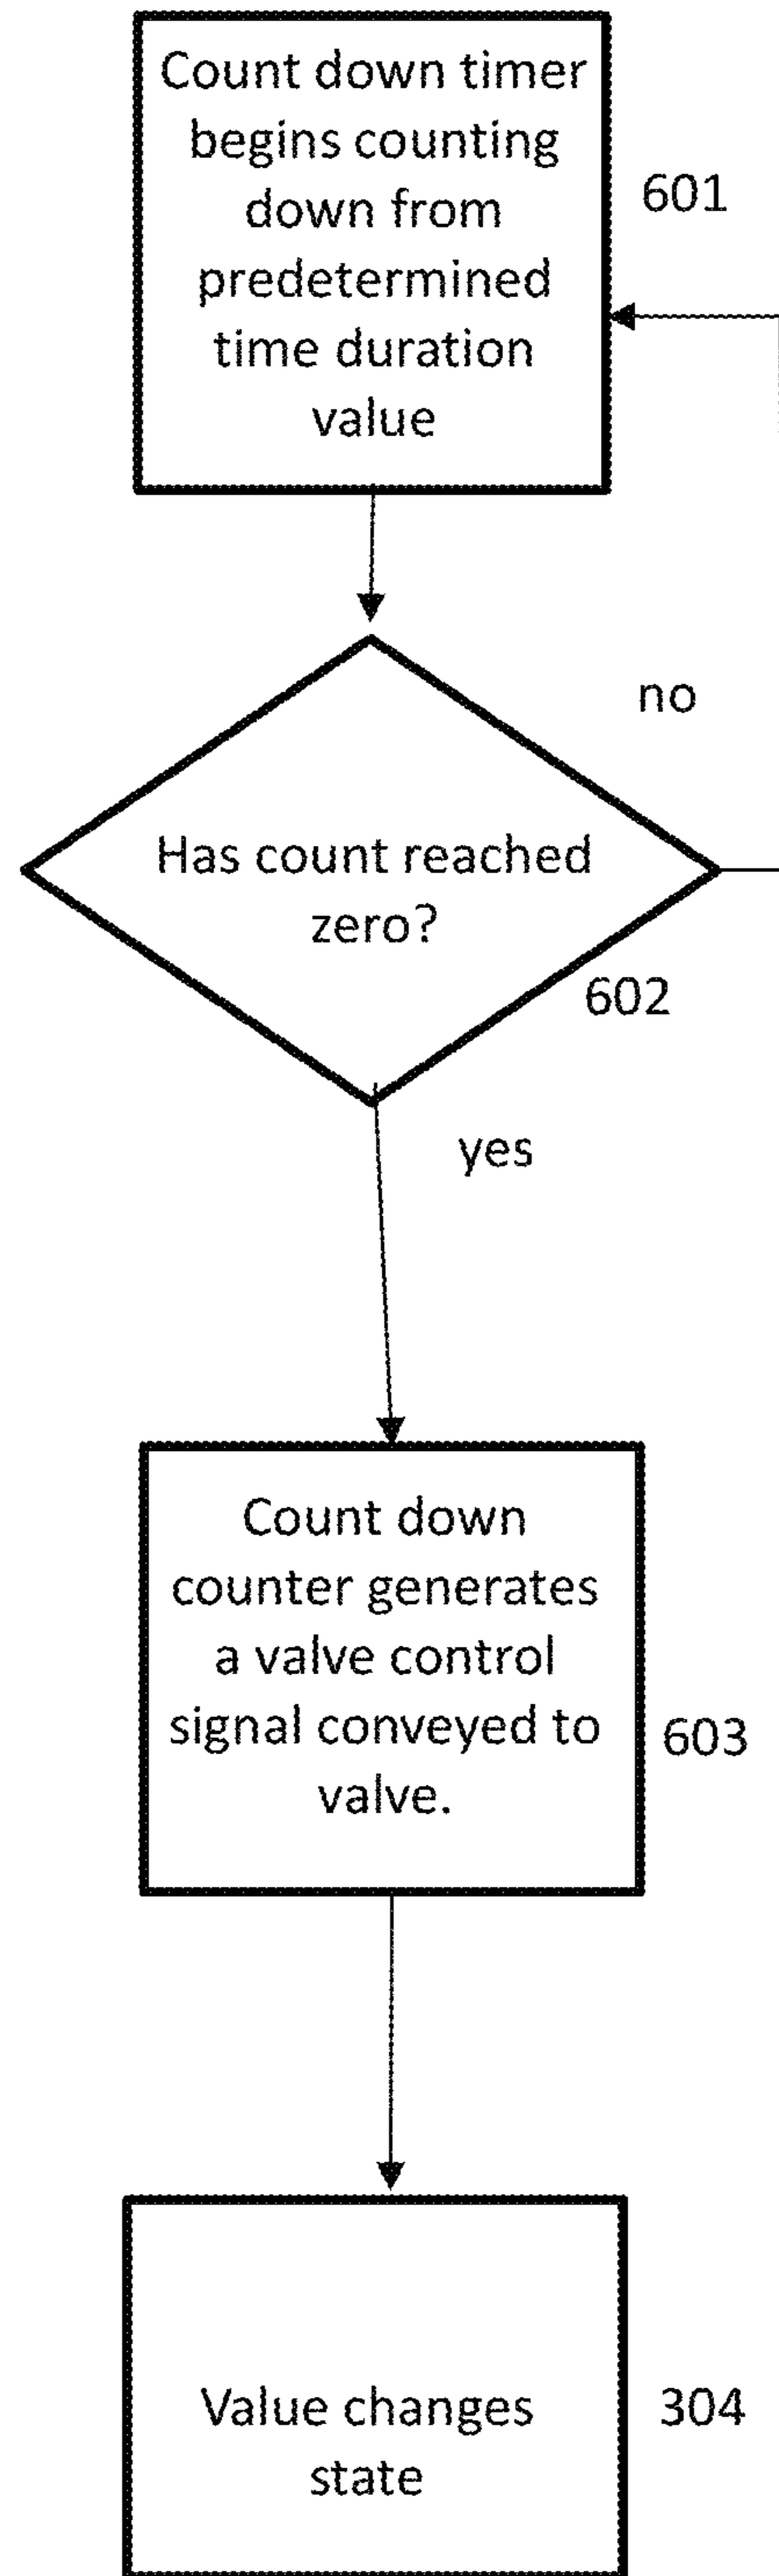 Count down timer
begins counting
down from
predetermined
time duration
value
601
no
Has count reached
zero?
602
yes
Count down
counter generates
a valve control
signal conveyed to
valve.
603
Value changes
state
304